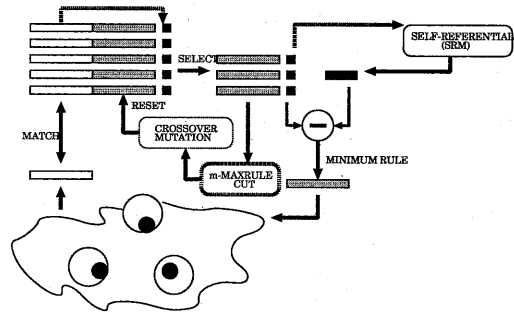 SELF-REFERENTIAL
(SRM)
SELECT
RESET
MATCH
CROSSOVER
MUTATION
MINIMUM RULE
m-MAXRULE
CUT